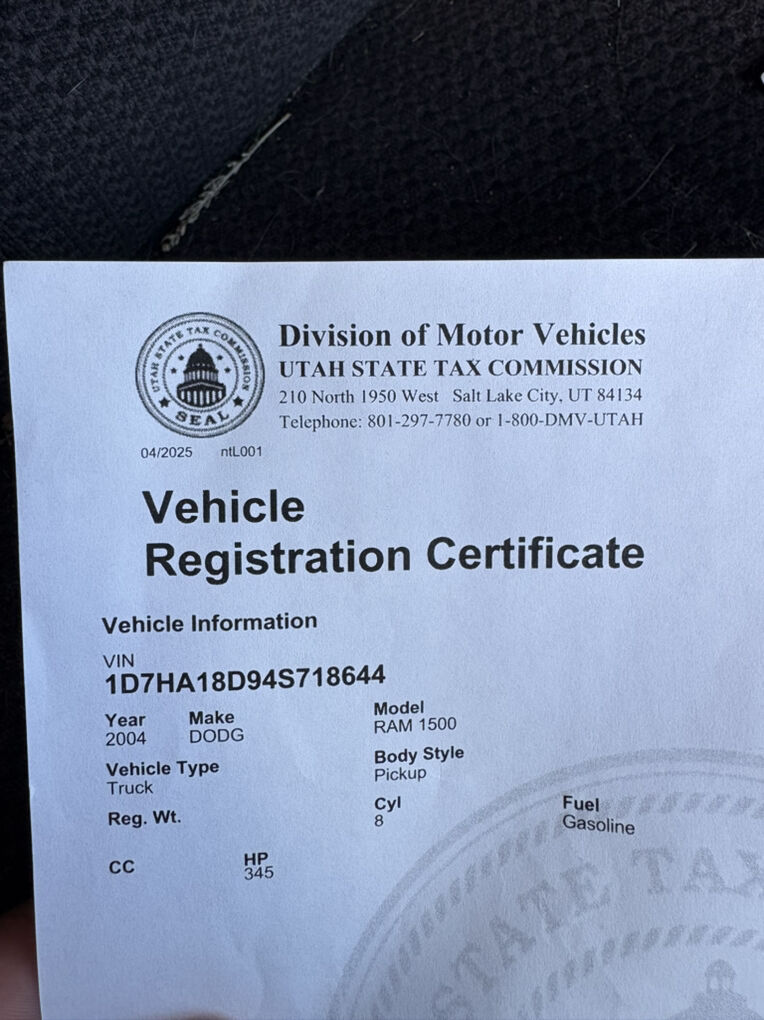 UTAH STATE TAX COMMISSION
SEAL
Division of Motor Vehicles
UTAH STATE TAX COMMISSION
210 North 1950 West Salt Lake City, UT 84134
Telephone: 801-297-7780 or 1-800-DMV-UTAH
04/2025 ntL001
Vehicle
Registration Certificate
Vehicle Information
VIN
1D7HA18D94S718644
Year Make Model
2004 DODG RAM 1500
Vehicle Type Body Style
Truck Pickup
Reg. Wt. Cyl Fuel
8 Gasoline
CC HP
345
STATE TAX